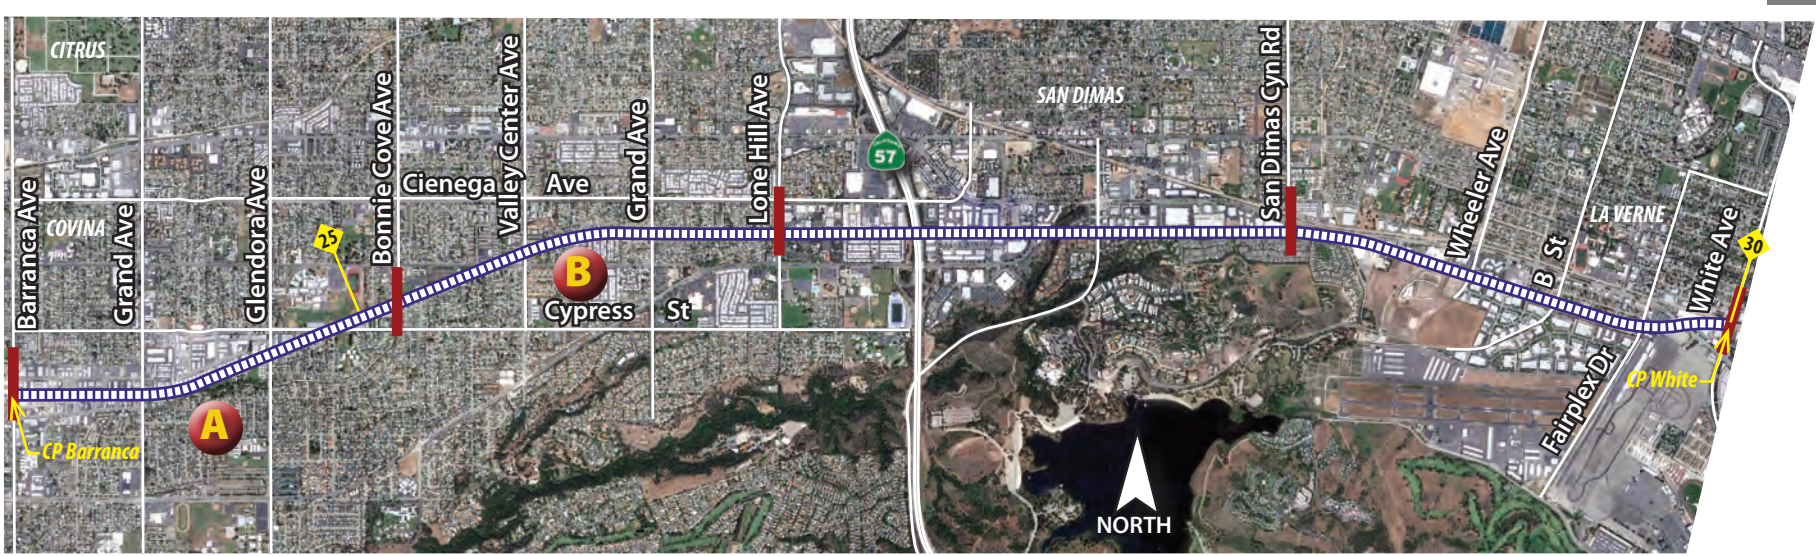 CITRUS
COVINA
Barranca Ave
Grand Ave
Glendora Ave
Bonnie Cove Ave
Valley Center Ave
Grand Ave
Lone Hill Ave
Cienega Ave
Cypress St
25
A
B
CP Barranca
CALIFORNIA
57
SAN DIMAS
San Dimas Cyn Rd
Wheeler Ave
B St
LA VERNE
White Ave
30
CP White
Fairplex Dr
NORTH